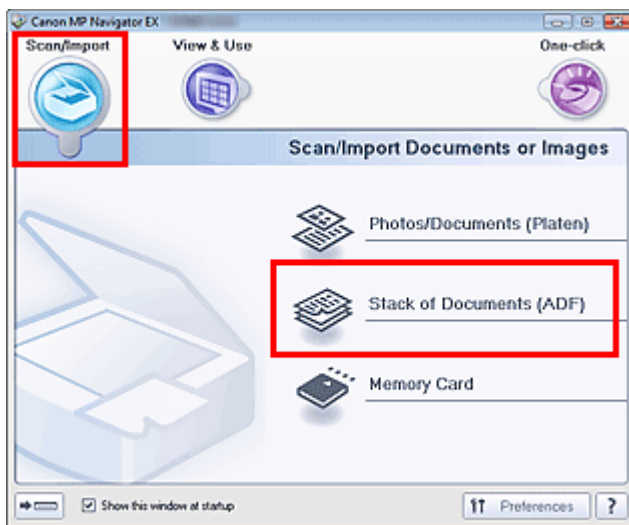 Canon MP Navigator EX
Scan/Import
View & Use
One-click
Scan/Import Documents or Images
Photos/Documents (Platen)
Stack of Documents (ADF)
Memory Card
Show this window at startup
Preferences
?